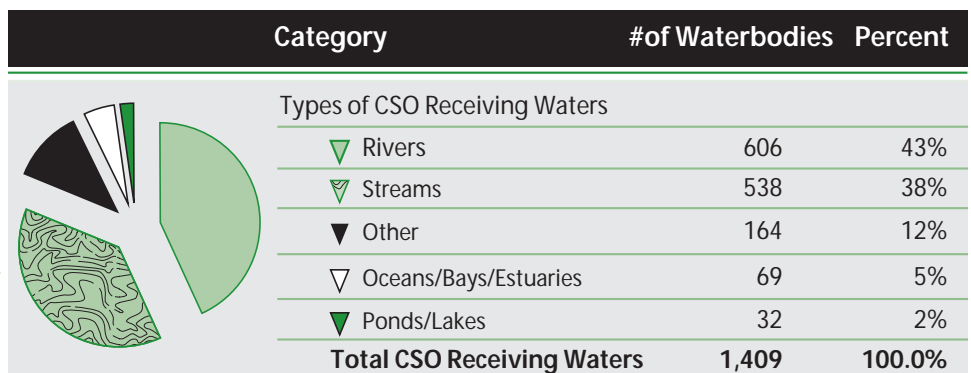 Category #of Waterbodies Percent
Types of CSO Receiving Waters
Rivers 606 43%
Streams 538 38%
Other 164 12%
Oceans/Bays/Estuaries 69 5%
Ponds/Lakes 32 2%
Total CSO Receiving Waters 1,409 100.0%